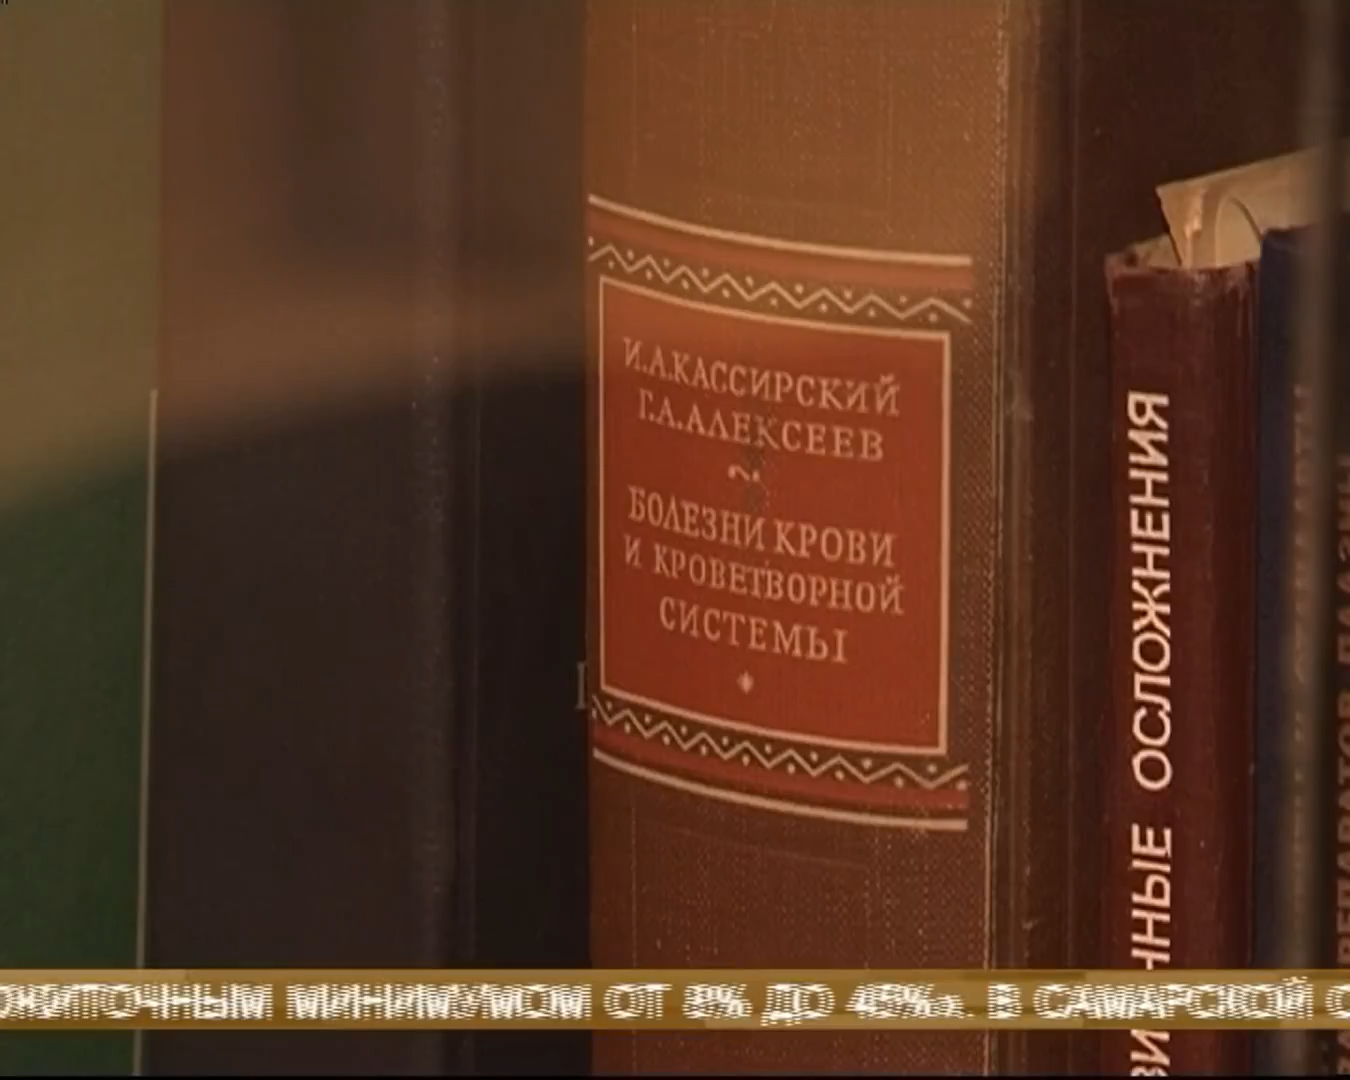 И.А.КАССИРСКИЙ
Г.А.АЛЕКСЕЕВ
БОЛЕЗНИ КРОВИ
И КРОВЕТВОРНОЙ
СИСТЕМЫ
ОСЛОЖНЕНИЯ
МИНИМУМОМ ОТ 8% ДО 45%». В САМАРСКОЙ